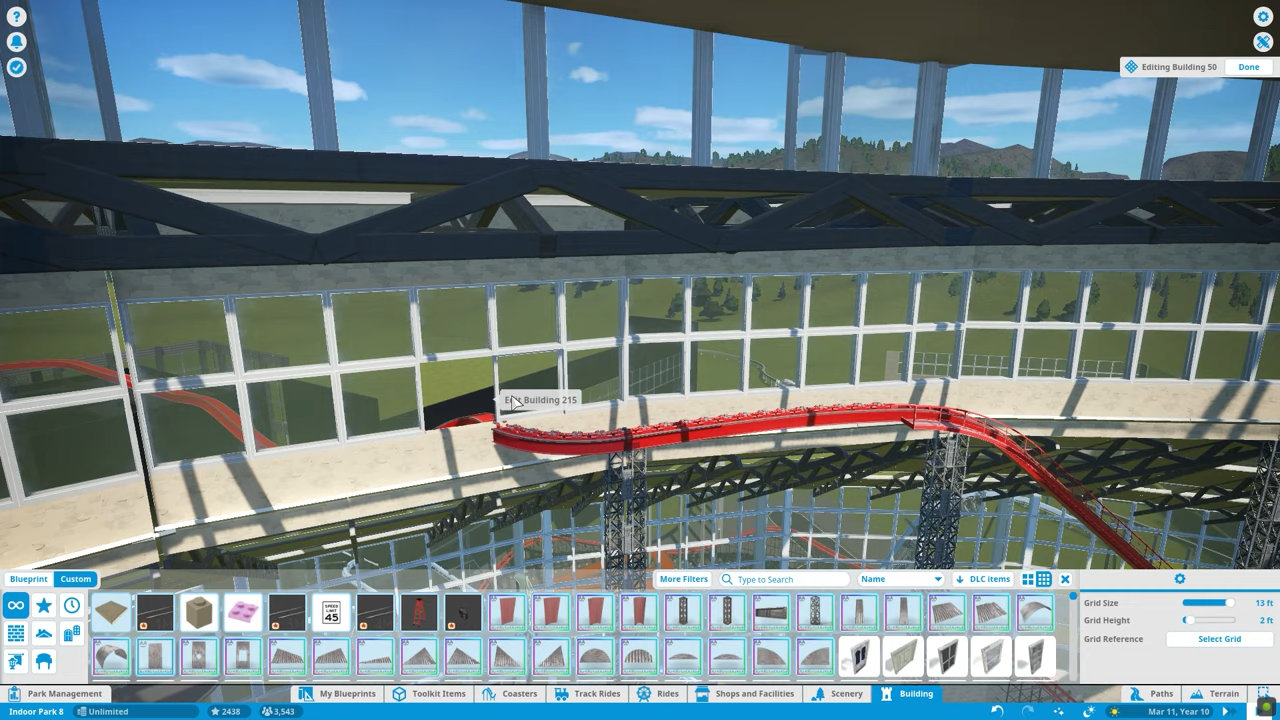 ?
Editing Building 50 Done
Building 215
Blueprint Custom More Filters Type to Search Name DLC items
SPEED LIMIT 45
Grid Size 13 ft
Grid Height 2 ft
Grid Reference Select Grid
Park Management My Blueprints Toolkit Items Coasters Track Rides Rides Shops and Facilities Scenery Building Paths Terrain
Indoor Park 8 Unlimited 2438 3,543 Mar 11, Year 10